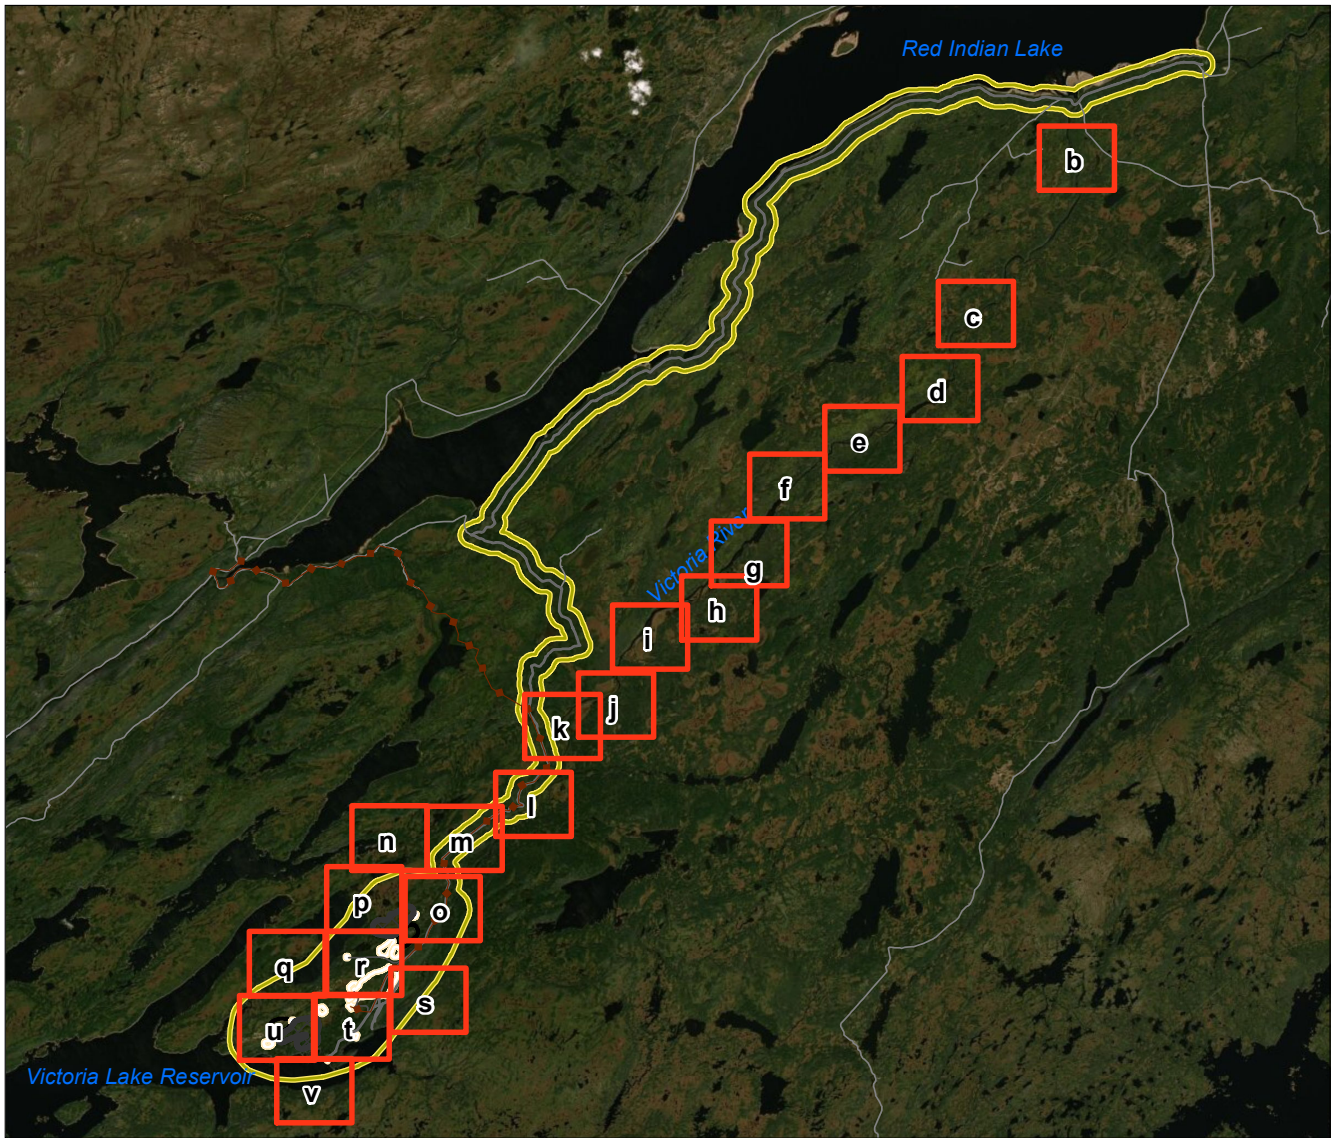 Red Indian Lake
b
c
d
e
f
Victoria River
g
h
i
j
k
l
n
m
p
o
q
r
s
u
t
Victoria Lake Reservoir
v